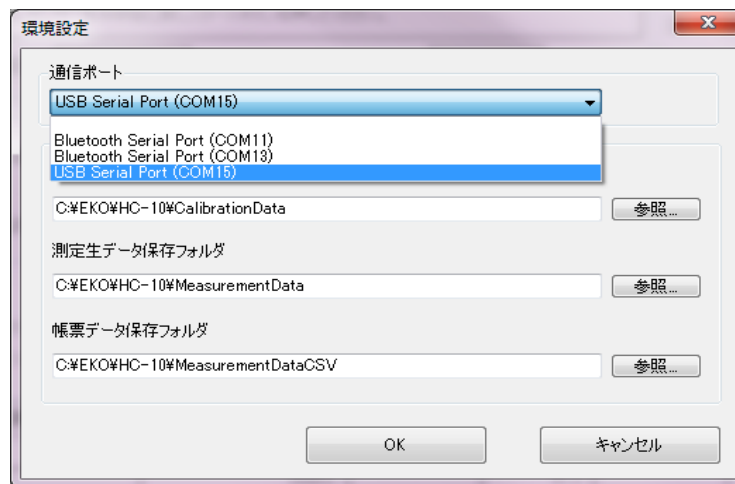 環境設定
通信ポート
USB Serial Port (COM15)
Bluetooth Serial Port (COM11)
Bluetooth Serial Port (COM13)
USB Serial Port (COM15)
C:¥EKO¥HC-10¥CalibrationData
参照...
測定生データ保存フォルダ
C:¥EKO¥HC-10¥MeasurementData
参照...
帳票データ保存フォルダ
C:¥EKO¥HC-10¥MeasurementDataCSV
参照...
OK
キャンセル